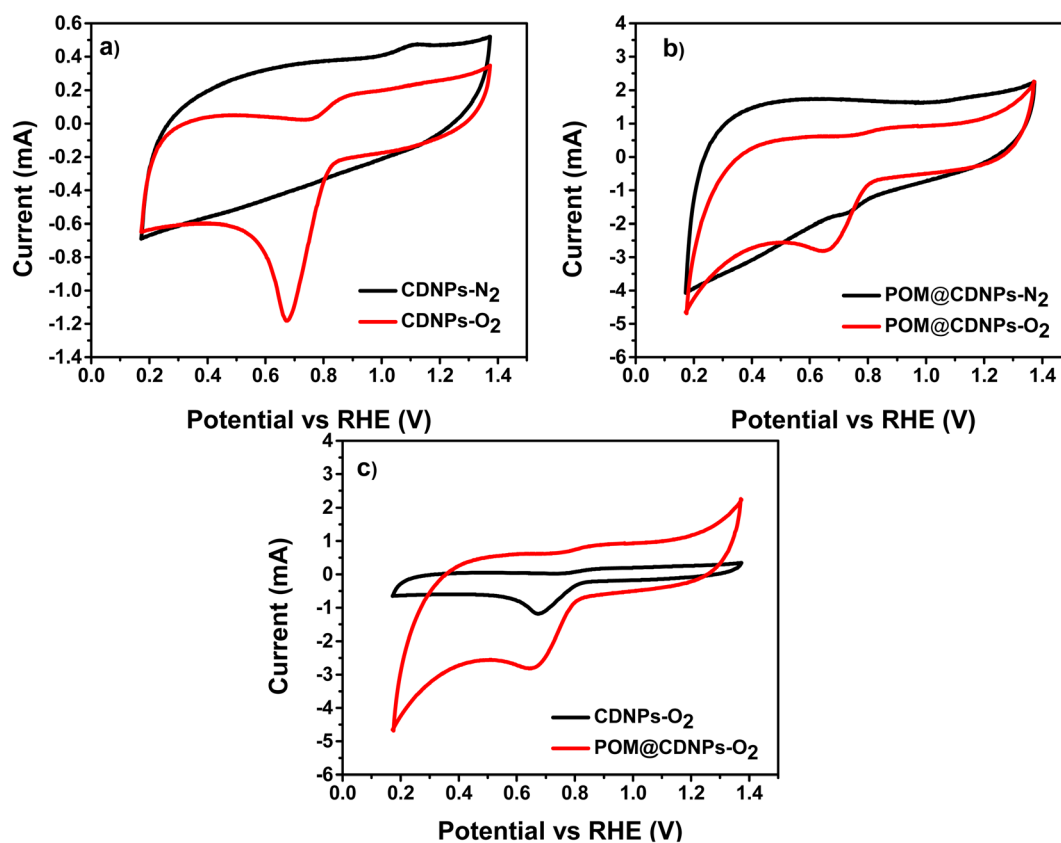 a)
0.6
0.4
0.2
0.0
-0.2
-0.4
-0.6
-0.8
-1.0
-1.2
-1.4
Current (mA)
CDNPs-N2
CDNPs-O2
0.0 0.2 0.4 0.6 0.8 1.0 1.2 1.4
Potential vs RHE (V)
b)
4
3
2
1
0
-1
-2
-3
-4
-5
-6
Current (mA)
POM@CDNPs-N2
POM@CDNPs-O2
0.0 0.2 0.4 0.6 0.8 1.0 1.2 1.4
Potential vs RHE (V)
c)
4
3
2
1
0
-1
-2
-3
-4
-5
-6
Current (mA)
CDNPs-O2
POM@CDNPs-O2
0.0 0.2 0.4 0.6 0.8 1.0 1.2 1.4
Potential vs RHE (V)